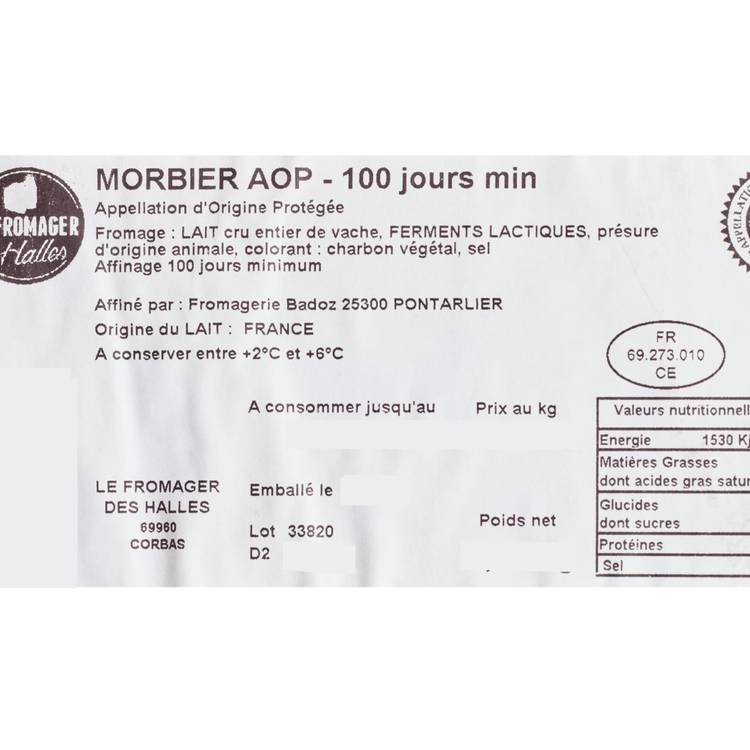 FROMAGER
Halles
MORBIER AOP - 100 jours min
Appellation d'Origine Protégée
Fromage : LAIT cru entier de vache, FERMENTS LACTIQUES, présure
d'origine animale, colorant : charbon végétal, sel
Affinage 100 jours minimum
Affiné par : Fromagerie Badoz 25300 PONTARLIER
Origine du LAIT : FRANCE
A conserver entre +2°C et +6°C
FR
69.273.010
CE
A consommer jusqu'au
Prix au kg
LE FROMAGER
DES HALLES
69960
CORBAS
Emballé le
Lot 33820
D2
Poids net
Valeurs nutritionnell
Energie 1530 Kj
Matières Grasses
dont acides gras satur
Glucides
dont sucres
Protéines
Sel